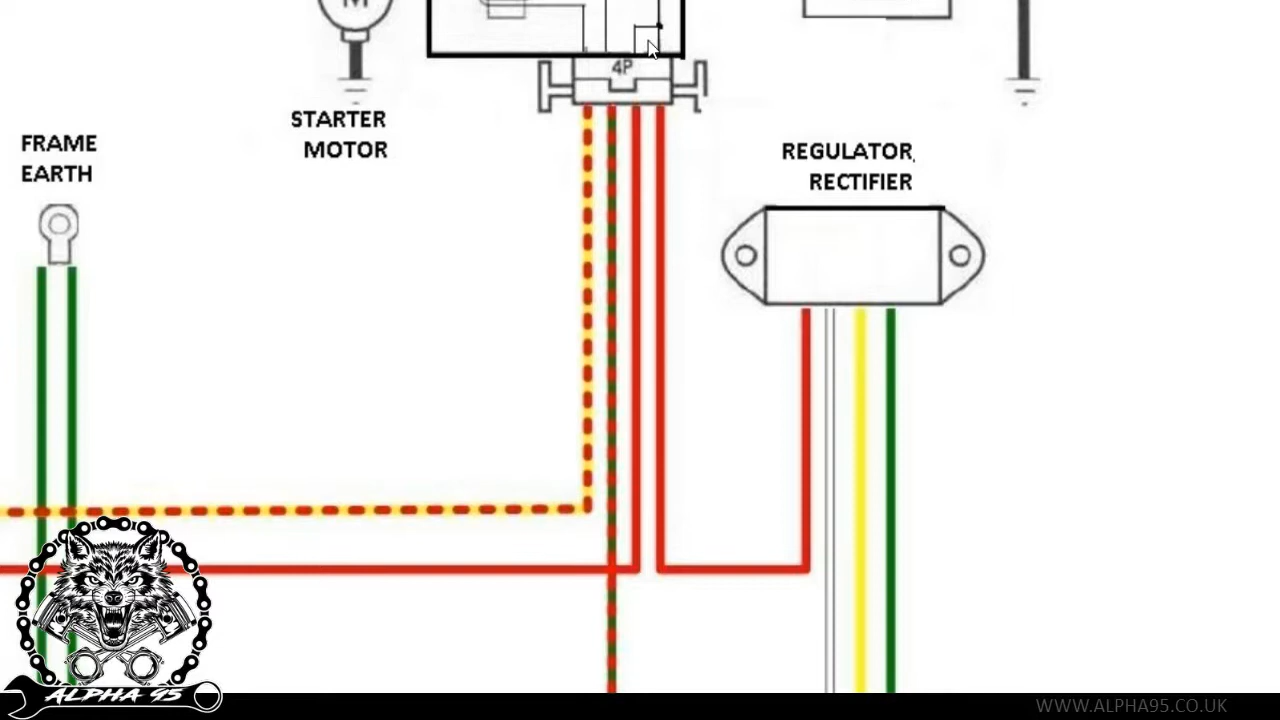 M
4P
STARTER
MOTOR
FRAME
EARTH
REGULATOR
RECTIFIER
ALPHA 95
WWW.ALPHA95.CO.UK